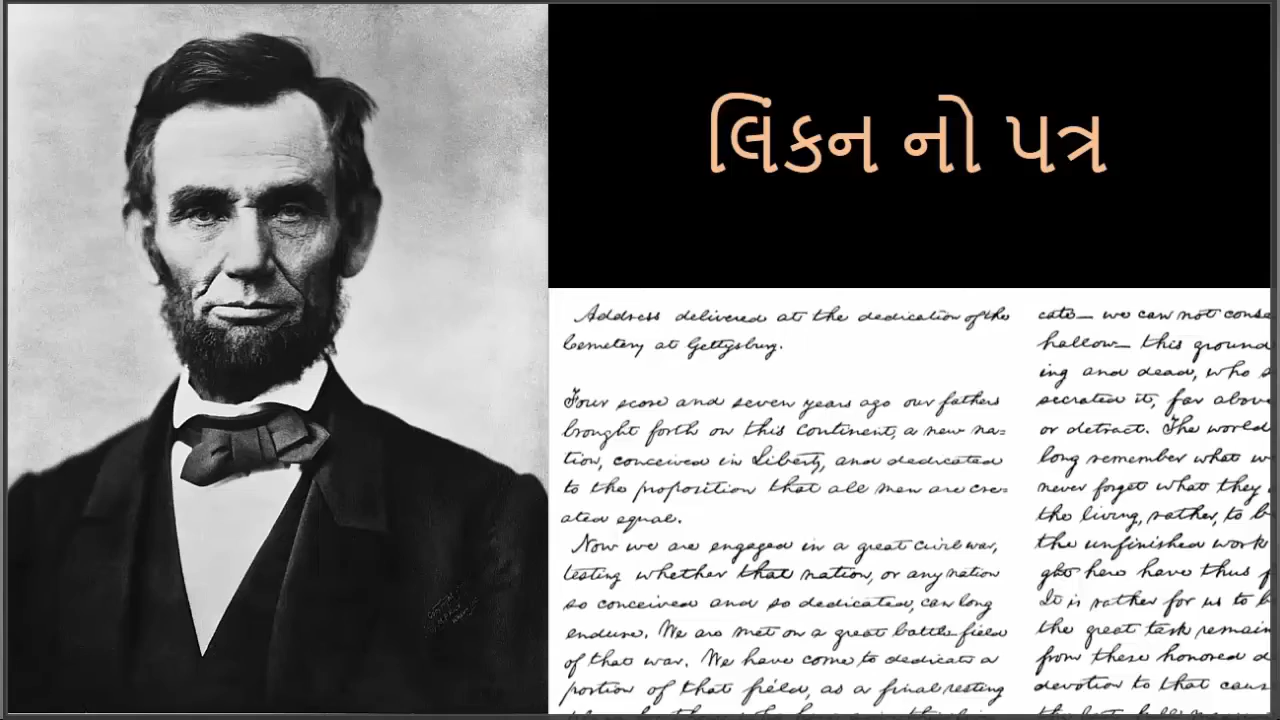 લિંકન નો પત્ર
Address delivered at the dedication of the
Cemetery at Gettysburg.
Four score and seven years ago our fathers
brought forth on this continent, a new na=
tion, conceived in Liberty, and dedicated
to the proposition that all men are cre=
ated equal.
Now we are engaged in a great civil war,
testing whether that nation, or any nation
so conceived and so dedicated, can long
endure. We are met on a great battle field
of that war. We have come to dedicate a
portion of that field, as a final resting
cate— we can not
hallow— this ground
ing and dead, who
secrated it, far
or detract. The world
long remember what
never forget what they
the living, rather, to
the unfinished work
ght here have thus
It is rather for us to
the great task
from these honored
devotion to that